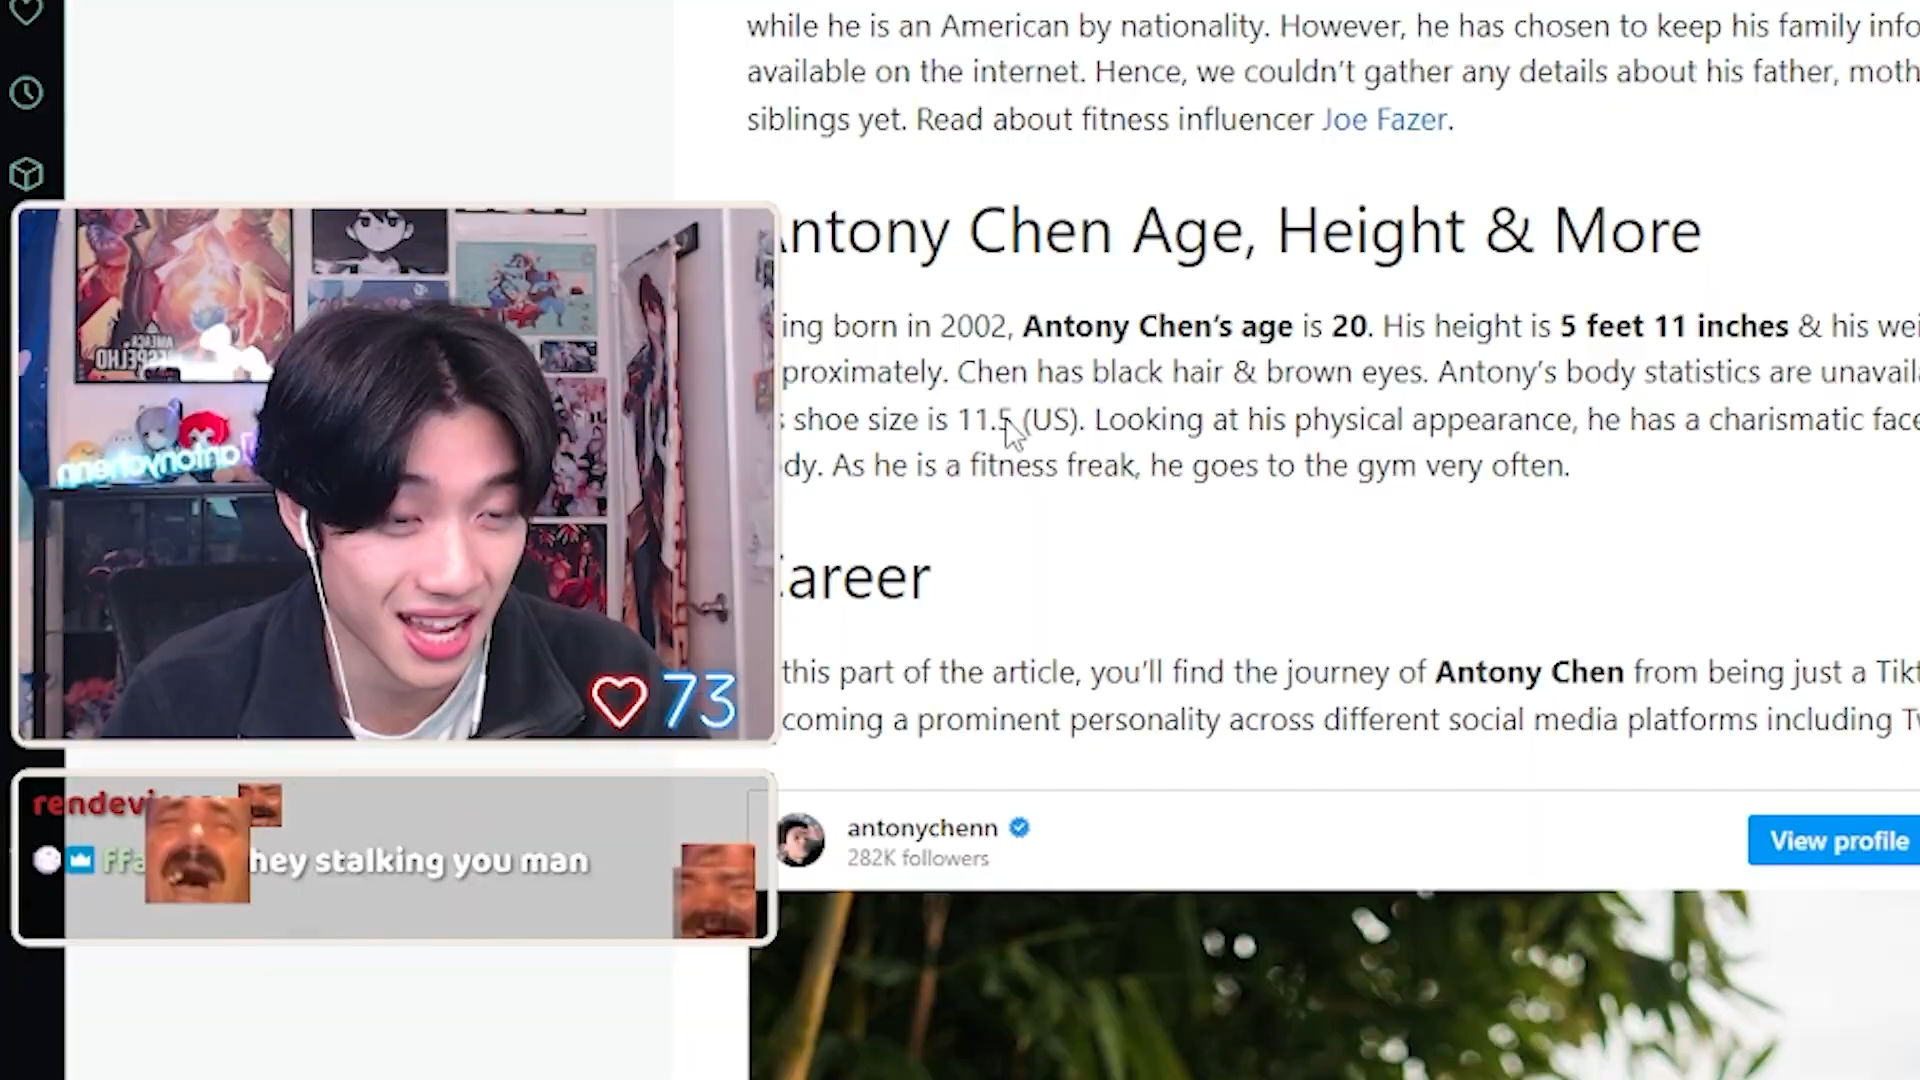 while he is an American by nationality. However, he has chosen to keep his family info
available on the internet. Hence, we couldn't gather any details about his father, moth
siblings yet. Read about fitness influencer Joe Fazer.
ntony Chen Age, Height & More
ing born in 2002, Antony Chen's age is 20. His height is 5 feet 11 inches & his wei
proximately. Chen has black hair & brown eyes. Antony's body statistics are unavail
s shoe size is 11.5 (US). Looking at his physical appearance, he has a charismatic face
dy. As he is a fitness freak, he goes to the gym very often.
areer
this part of the article, you'll find the journey of Antony Chen from being just a Tikt
coming a prominent personality across different social media platforms including Tw
antonychenn
282K followers
View profile
AMEAÇA
ESPELHO
antonychenn
73
rendevi
ffa hey stalking you man